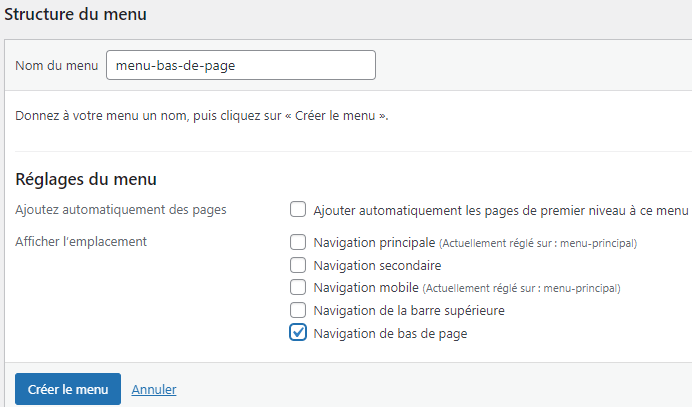 Structure du menu
Nom du menu menu-bas-de-page
Donnez à votre menu un nom, puis cliquez sur « Créer le menu ».
Réglages du menu
Ajoutez automatiquement des pages Ajouter automatiquement les pages de premier niveau à ce menu
Afficher l’emplacement Navigation principale (Actuellement réglé sur : menu-principal)
Navigation secondaire
Navigation mobile (Actuellement réglé sur : menu-principal)
Navigation de la barre supérieure
Navigation de bas de page
Créer le menu Annuler